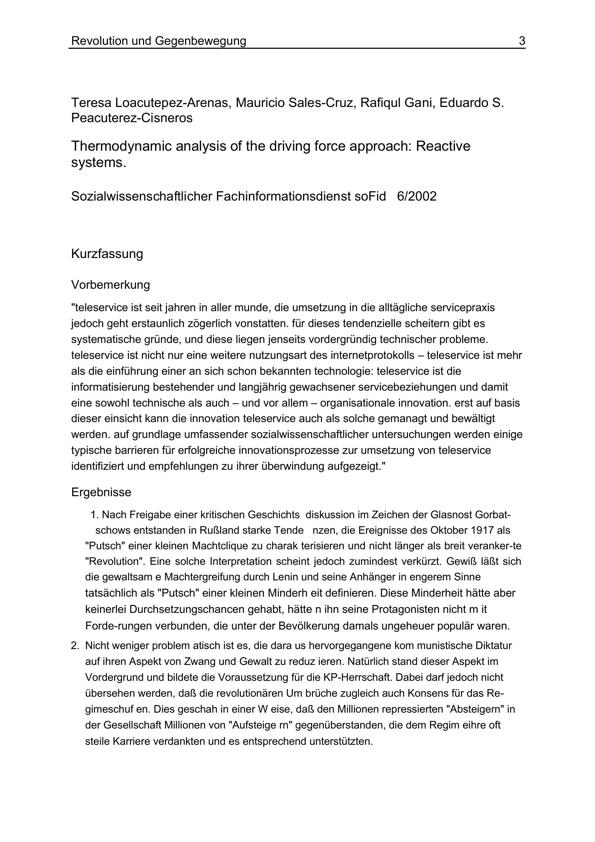 Revolution und Gegenbewegung 3
Teresa Loacutepez-Arenas, Mauricio Sales-Cruz, Rafiqul Gani, Eduardo S.
Peacuterez-Cisneros
Thermodynamic analysis of the driving force approach: Reactive
systems.
Sozialwissenschaftlicher Fachinformationsdienst soFid 6/2002
Kurzfassung
Vorbemerkung
"teleservice ist seit jahren in aller munde, die umsetzung in die alltägliche servicepraxis
jedoch geht erstaunlich zögerlich vonstatten. für dieses tendenzielle scheitern gibt es
systematische gründe, und diese liegen jenseits vordergründig technischer probleme.
teleservice ist nicht nur eine weitere nutzungsart des internetprotokolls – teleservice ist mehr
als die einführung einer an sich schon bekannten technologie: teleservice ist die
informatisierung bestehender und langjährig gewachsener servicebeziehungen und damit
eine sowohl technische als auch – und vor allem – organisationale innovation. erst auf basis
dieser einsicht kann die innovation teleservice auch als solche gemanagt und bewältigt
werden. auf grundlage umfassender sozialwissenschaftlicher untersuchungen werden einige
typische barrieren für erfolgreiche innovationsprozesse zur umsetzung von teleservice
identifiziert und empfehlungen zu ihrer überwindung aufgezeigt."
Ergebnisse
1. Nach Freigabe einer kritischen Geschichts diskussion im Zeichen der Glasnost Gorbat-
schows entstanden in Rußland starke Tende nzen, die Ereignisse des Oktober 1917 als
"Putsch" einer kleinen Machtclique zu charak terisieren und nicht länger als breit veranker-te
"Revolution". Eine solche Interpretation scheint jedoch zumindest verkürzt. Gewiß läßt sich
die gewaltsam e Machtergreifung durch Lenin und seine Anhänger in engerem Sinne
tatsächlich als "Putsch" einer kleinen Minderh eit definieren. Diese Minderheit hätte aber
keinerlei Durchsetzungschancen gehabt, hätte n ihn seine Protagonisten nicht m it
Forde-rungen verbunden, die unter der Bevölkerung damals ungeheuer populär waren.
2. Nicht weniger problem atisch ist es, die dara us hervorgegangene kom munistische Diktatur
auf ihren Aspekt von Zwang und Gewalt zu reduz ieren. Natürlich stand dieser Aspekt im
Vordergrund und bildete die Voraussetzung für die KP-Herrschaft. Dabei darf jedoch nicht
übersehen werden, daß die revolutionären Um brüche zugleich auch Konsens für das Re-
gimeschuf en. Dies geschah in einer W eise, daß den Millionen repressierten "Absteigern" in
der Gesellschaft Millionen von "Aufsteige rn" gegenüberstanden, die dem Regim eihre oft
steile Karriere verdankten und es entsprechend unterstützten.